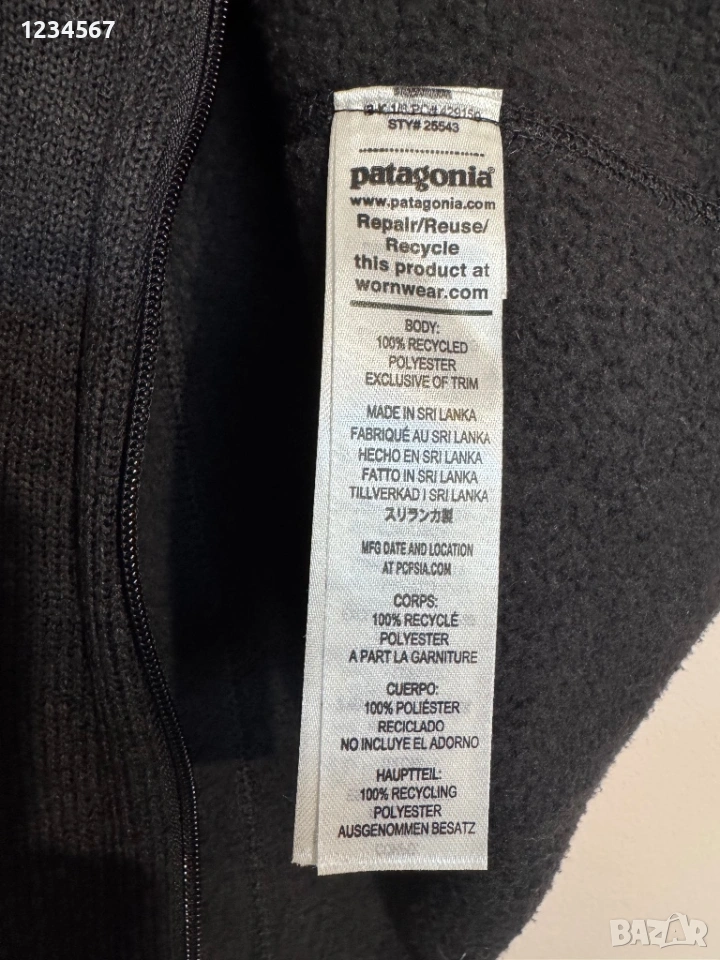 1234567
STY# 25543
patagonia®
www.patagonia.com
Repair/Reuse/
Recycle
this product at
wornwear.com
BODY:
100% RECYCLED
POLYESTER
EXCLUSIVE OF TRIM
MADE IN SRI LANKA
FABRIQUÉ AU SRI LANKA
HECHO EN SRI LANKA
FATTO IN SRI LANKA
TILLVERKAD I SRI LANKA
スリランカ製
MFG DATE AND LOCATION
AT PCPSIA.COM
CORPS:
100% RECYCLÉ
POLYESTER
A PART LA GARNITURE
CUERPO:
100% POLIÉSTER
RECICLADO
NO INCLUYE EL ADORNO
HAUPTTEIL:
100% RECYCLING
POLYESTER
AUSGENOMMEN BESATZ
BAZAR